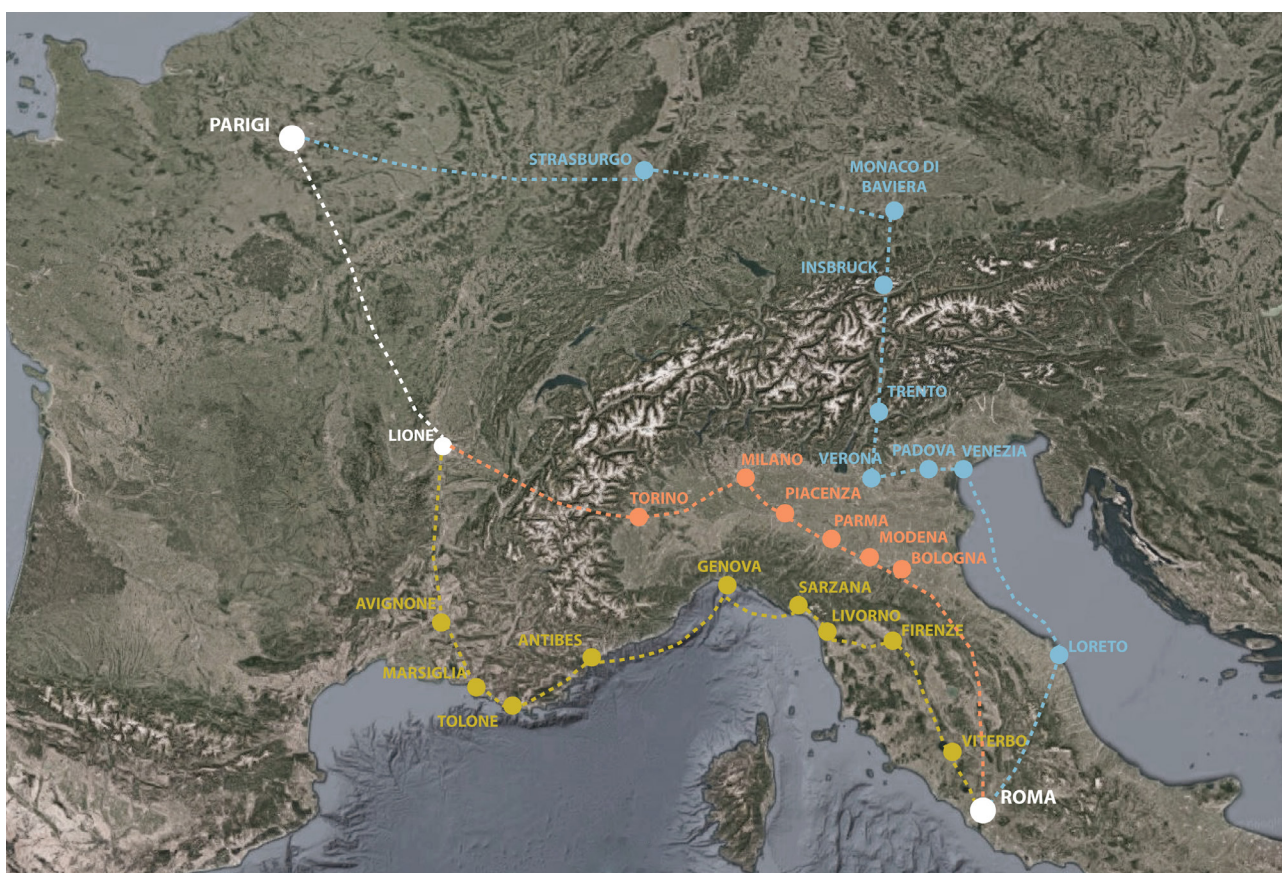 PARIGI
STRASBURGO
MONACO DI
BAVIERA
INSBRUCK
TRENTO
LIONE
VERONA
PADOVA
VENEZIA
MILANO
TORINO
PIACENZA
PARMA
MODENA
BOLOGNA
GENOVA
SARZANA
AVIGNONE
LIVORNO
FIRENZE
ANTIBES
LORETO
MARSIGLIA
TOLONE
VITERBO
ROMA